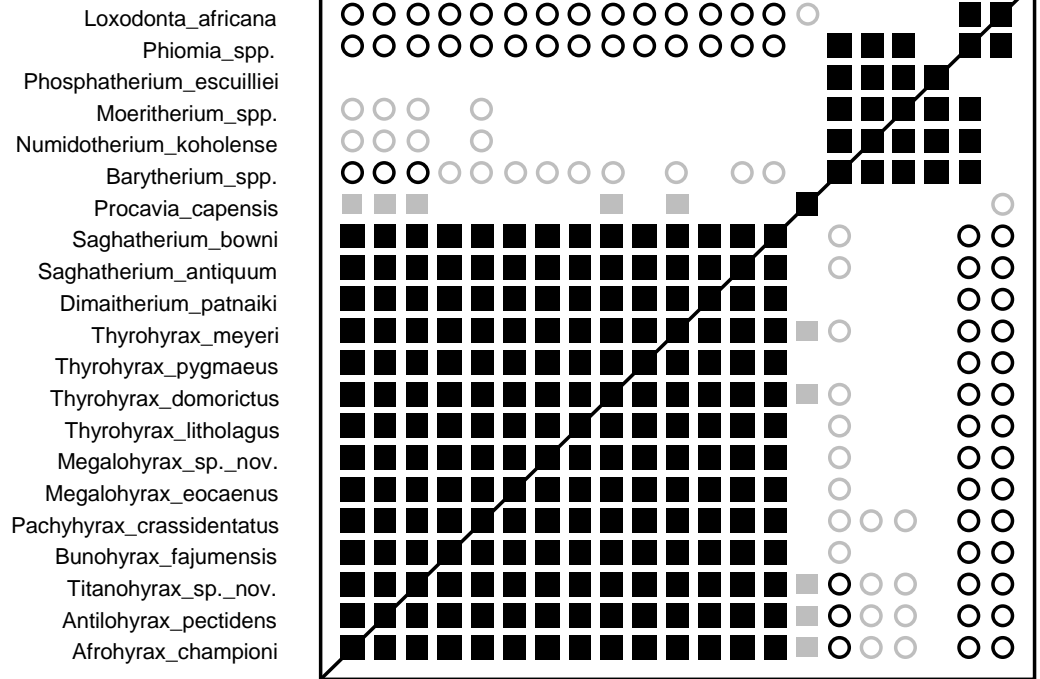 Loxodonta_africana
Phiomia_spp.
Phosphatherium_escuilliei
Moeritherium_spp.
Numidotherium_koholense
Barytherium_spp.
Procavia_capensis
Saghatherium_bowni
Saghatherium_antiquum
Dimaitherium_patnaiki
Thyrohyrax_meyeri
Thyrohyrax_pygmaeus
Thyrohyrax_domorictus
Thyrohyrax_litholagus
Megalohyrax_sp._nov.
Megalohyrax_eocaenus
Pachyhyrax_crassidentatus
Bunohyrax_fajumensis
Titanohyrax_sp._nov.
Antilohyrax_pectidens
Afrohyrax_championi